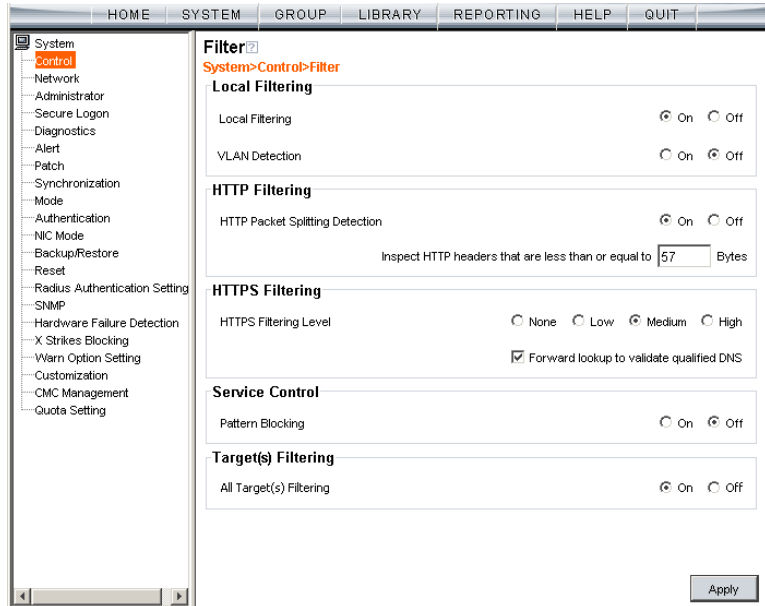 HOME SYSTEM GROUP LIBRARY REPORTING HELP QUIT
System
Control
Network
Administrator
Secure Logon
Diagnostics
Alert
Patch
Synchronization
Mode
Authentication
NIC Mode
Backup/Restore
Reset
Radius Authentication Setting
SNMP
Hardware Failure Detection
X Strikes Blocking
Warn Option Setting
Customization
CMC Management
Quota Setting
Filter ?
System>Control>Filter
Local Filtering
Local Filtering On Off
VLAN Detection On Off
HTTP Filtering
HTTP Packet Splitting Detection On Off
Inspect HTTP headers that are less than or equal to 57 Bytes
HTTPS Filtering
HTTPS Filtering Level None Low Medium High
Forward lookup to validate qualified DNS
Service Control
Pattern Blocking On Off
Target(s) Filtering
All Target(s) Filtering On Off
Apply